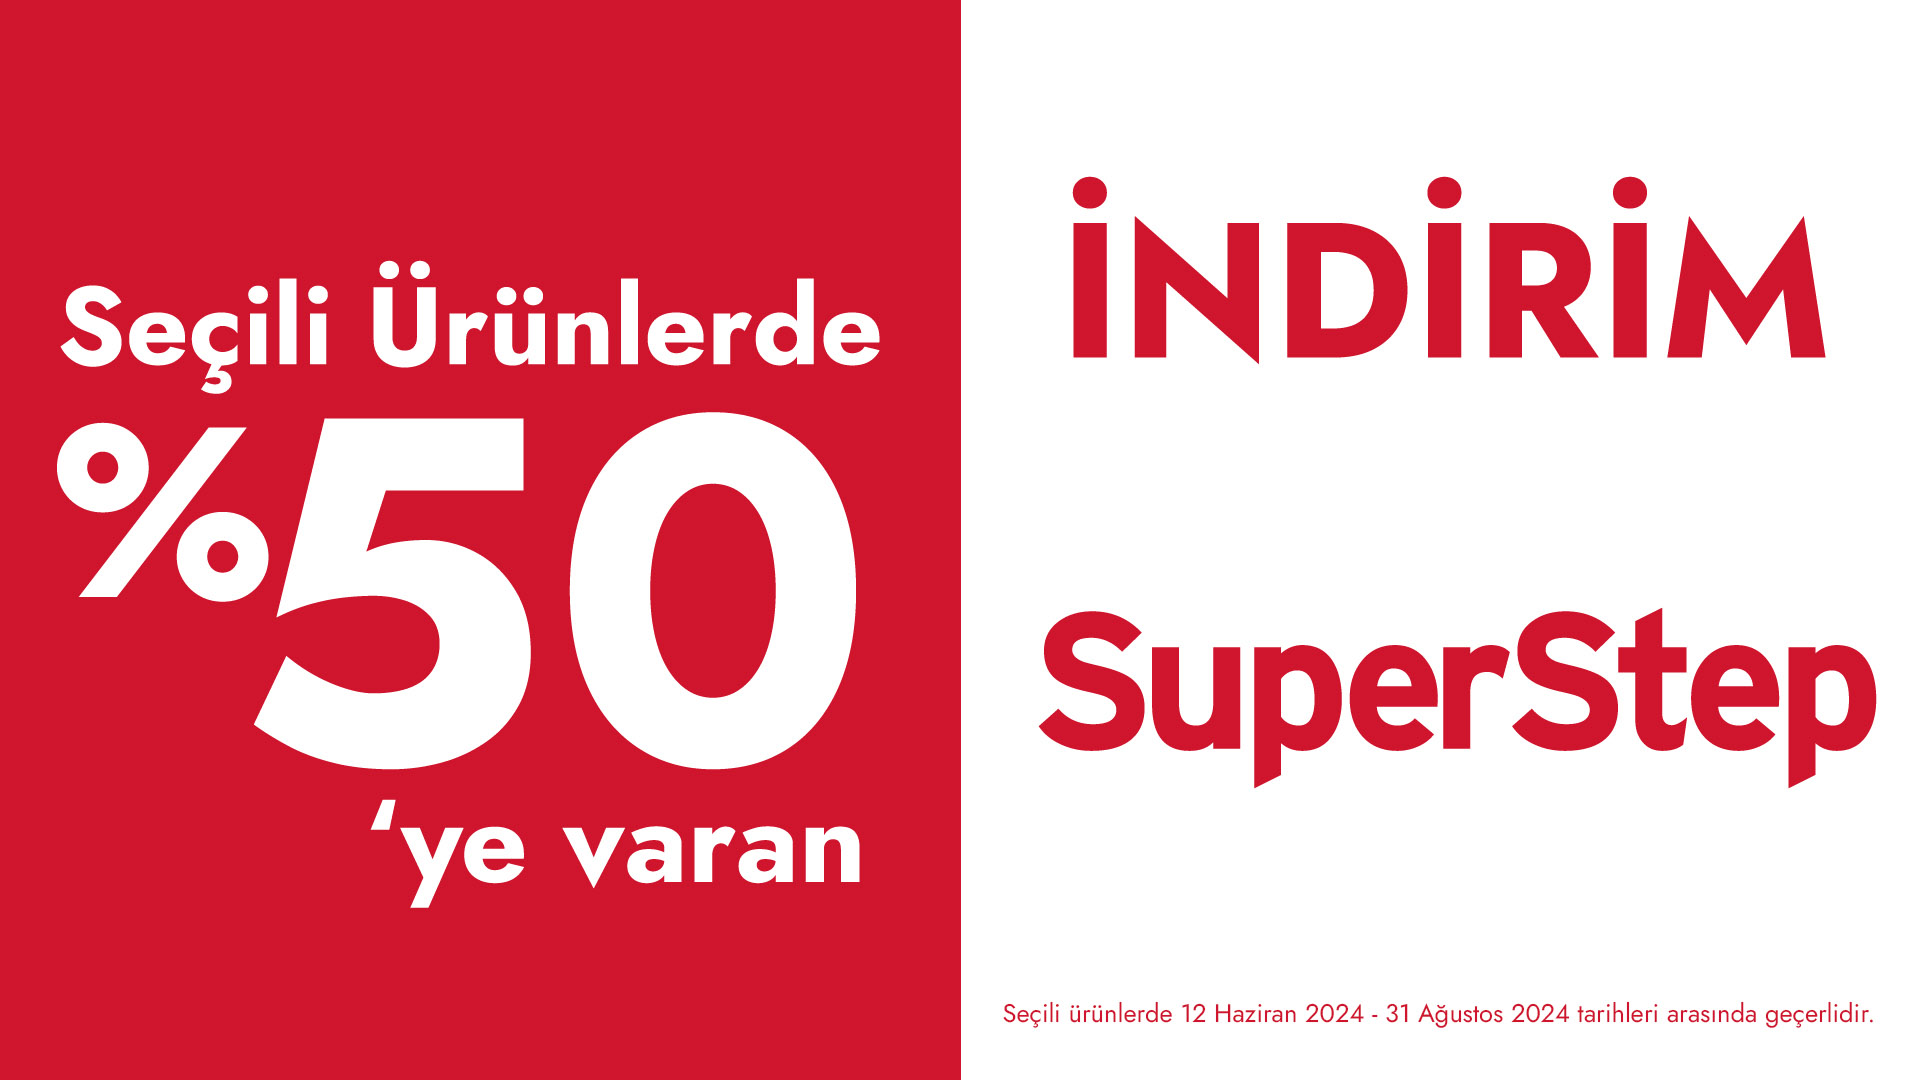 Seçili Ürünlerde
%50
‘ye varan
İNDİRİM
SuperStep
Seçili ürünlerde 12 Haziran 2024 - 31 Ağustos 2024 tarihleri arasında geçerlidir.